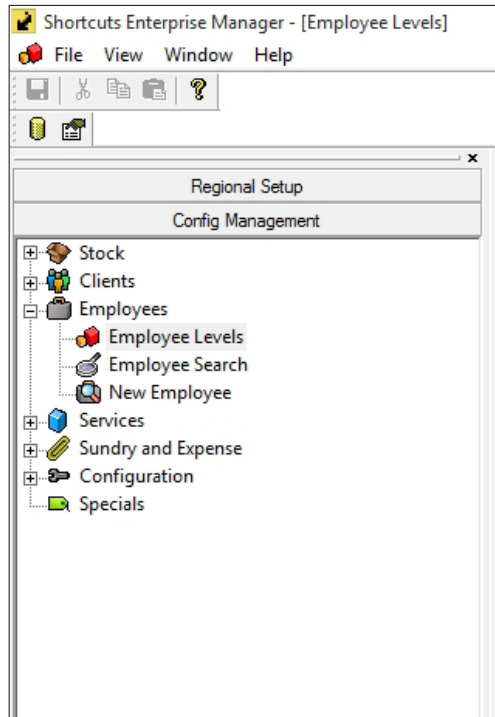 Shortcuts Enterprise Manager - [Employee Levels]
File View Window Help
?
x
Regional Setup
Config Management
Stock
Clients
Employees
Employee Levels
Employee Search
New Employee
Services
Sundry and Expense
Configuration
Specials